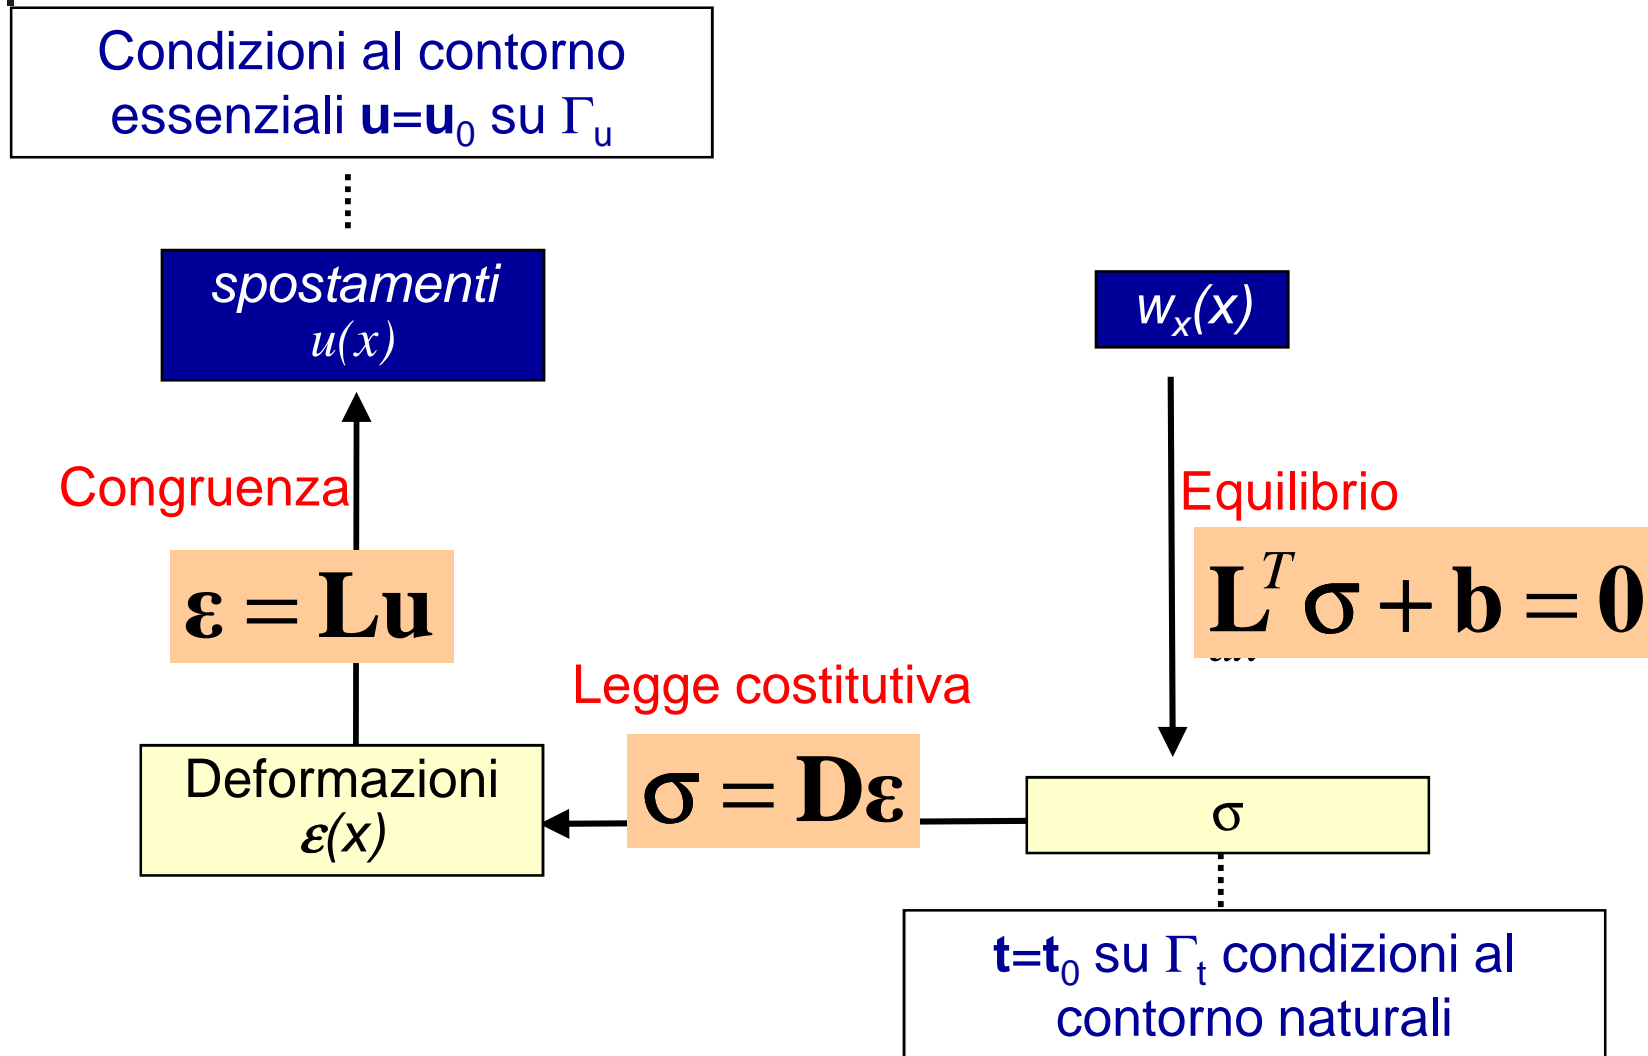 Condizioni al contorno
essenziali u=u₀ su Γᵤ
spostamenti
u(x)
wₓ(x)
Congruenza
Equilibrio
ε = Lu
Lᵀσ + b = 0
Legge costitutiva
σ = Dε
Deformazioni
ε(x)
σ
t=t₀ su Γₜ condizioni al
contorno naturali